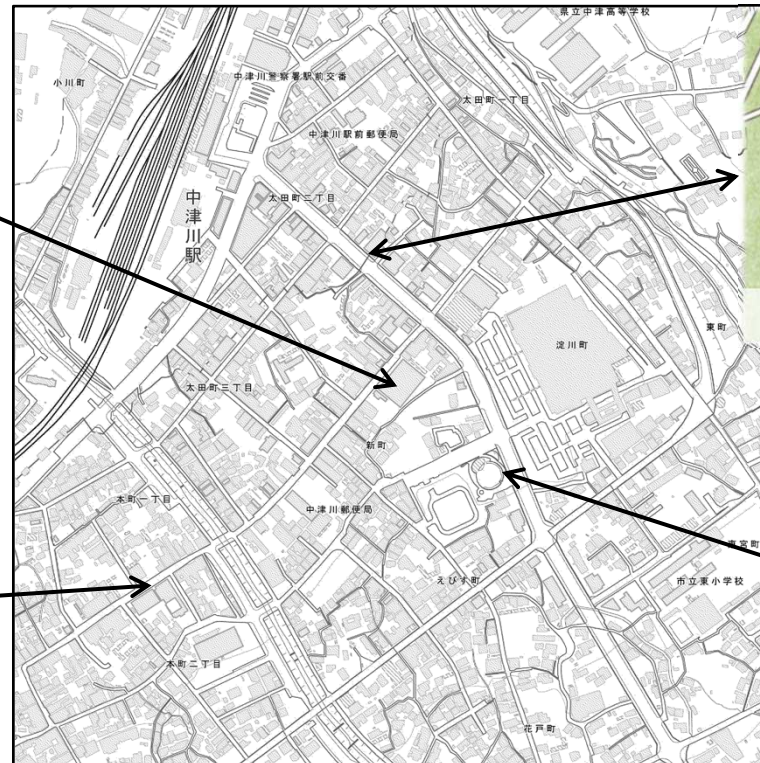 県立中津高等学校
小川町
中津川警察署駅前交番
太田町一丁目
中津川駅前郵便局
太田町二丁目
中津川駅
東町
淀川町
太田町三丁目
新町
本町一丁目
中津川郵便局
東宮町
えびす町
市立東小学校
本町二丁目
花戸町